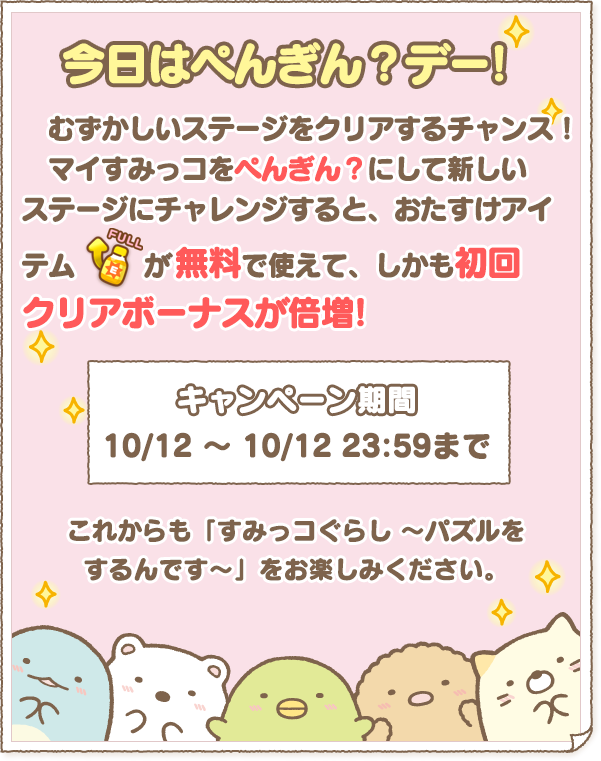 今日はぺんぎん？デー!
むずかしいステージをクリアするチャンス！
マイすみっコをぺんぎん？にして新しい
ステージにチャレンジすると、おたすけアイ
テム FULL E が無料で使えて、しかも初回
クリアボーナスが倍増!
キャンペーン期間
10/12 ～ 10/12 23:59まで
これからも「すみっコぐらし ～パズルを
するんです～」をお楽しみください。